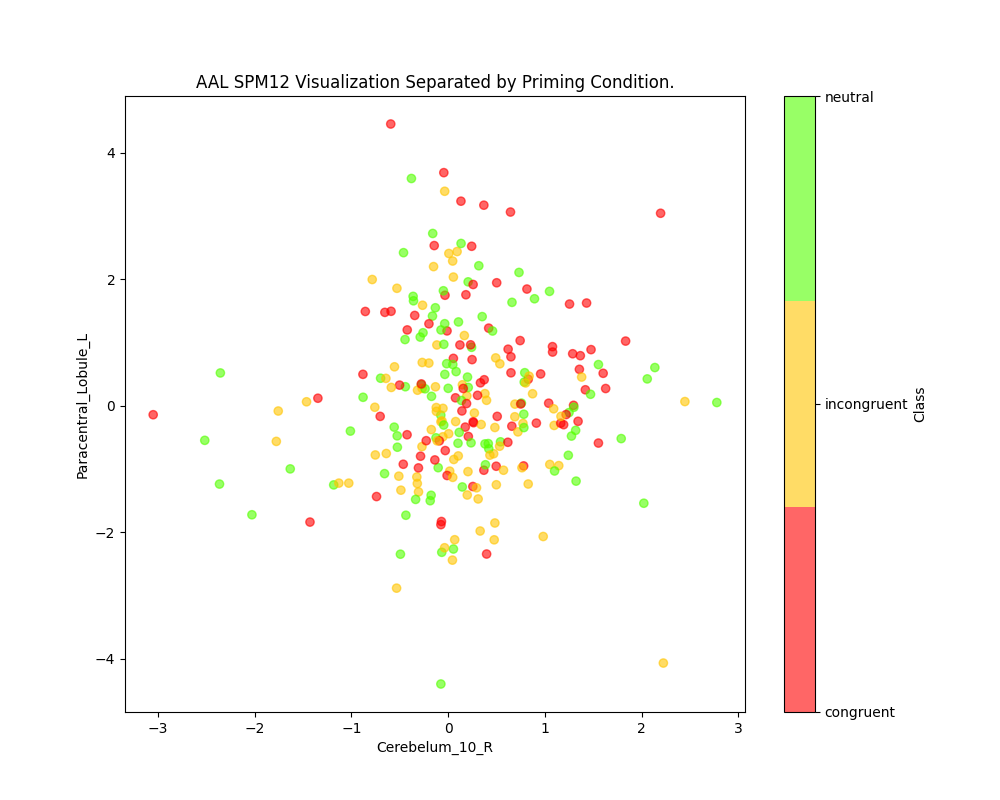 AAL SPM12 Visualization Separated by Priming Condition.
neutral
incongruent
congruent
Class
4
2
0
−2
−4
Paracentral_Lobule_L
−3
−2
−1
0
1
2
3
Cerebelum_10_R